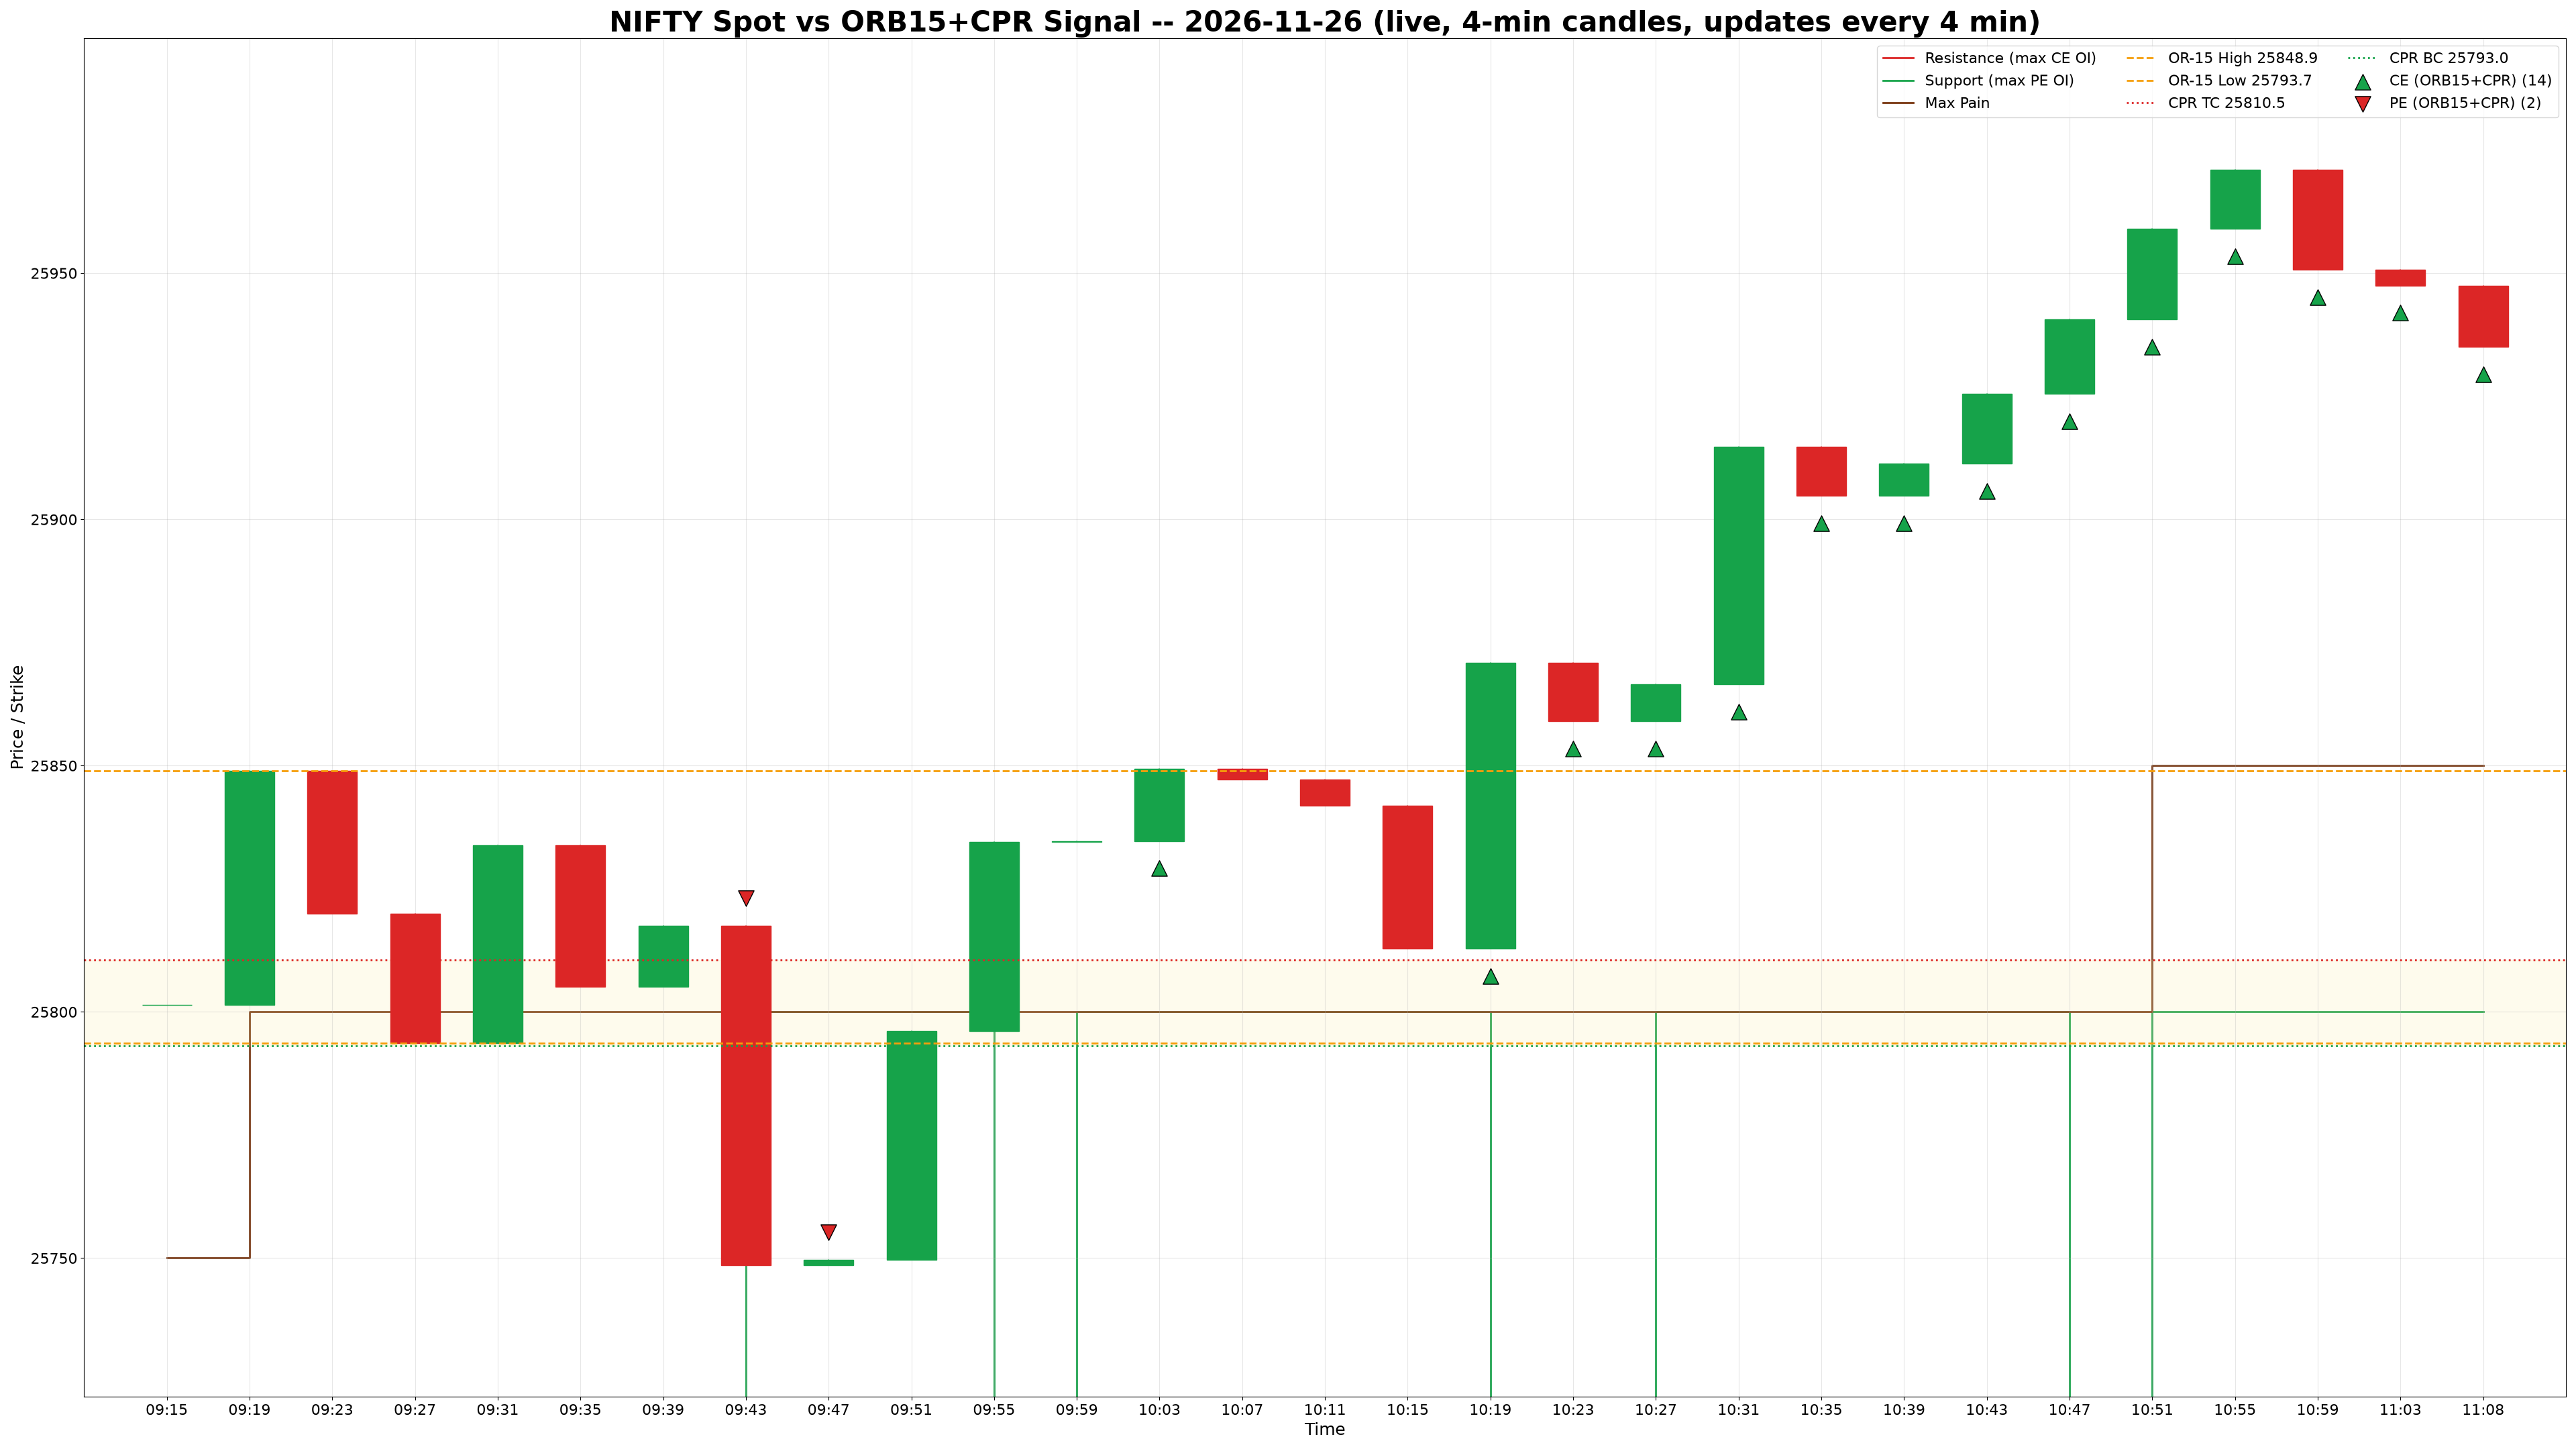 NIFTY Spot vs ORB15+CPR Signal -- 2026-11-26 (live, 4-min candles, updates every 4 min)
Resistance (max CE OI)
Support (max PE OI)
Max Pain
OR-15 High 25848.9
OR-15 Low 25793.7
CPR TC 25810.5
CPR BC 25793.0
CE (ORB15+CPR) (14)
PE (ORB15+CPR) (2)
Price / Strike
25950
25900
25850
25800
25750
09:15 09:19 09:23 09:27 09:31 09:35 09:39 09:43 09:47 09:51 09:55 09:59 10:03 10:07 10:11 10:15 10:19 10:23 10:27 10:31 10:35 10:39 10:43 10:47 10:51 10:55 10:59 11:03 11:08
Time